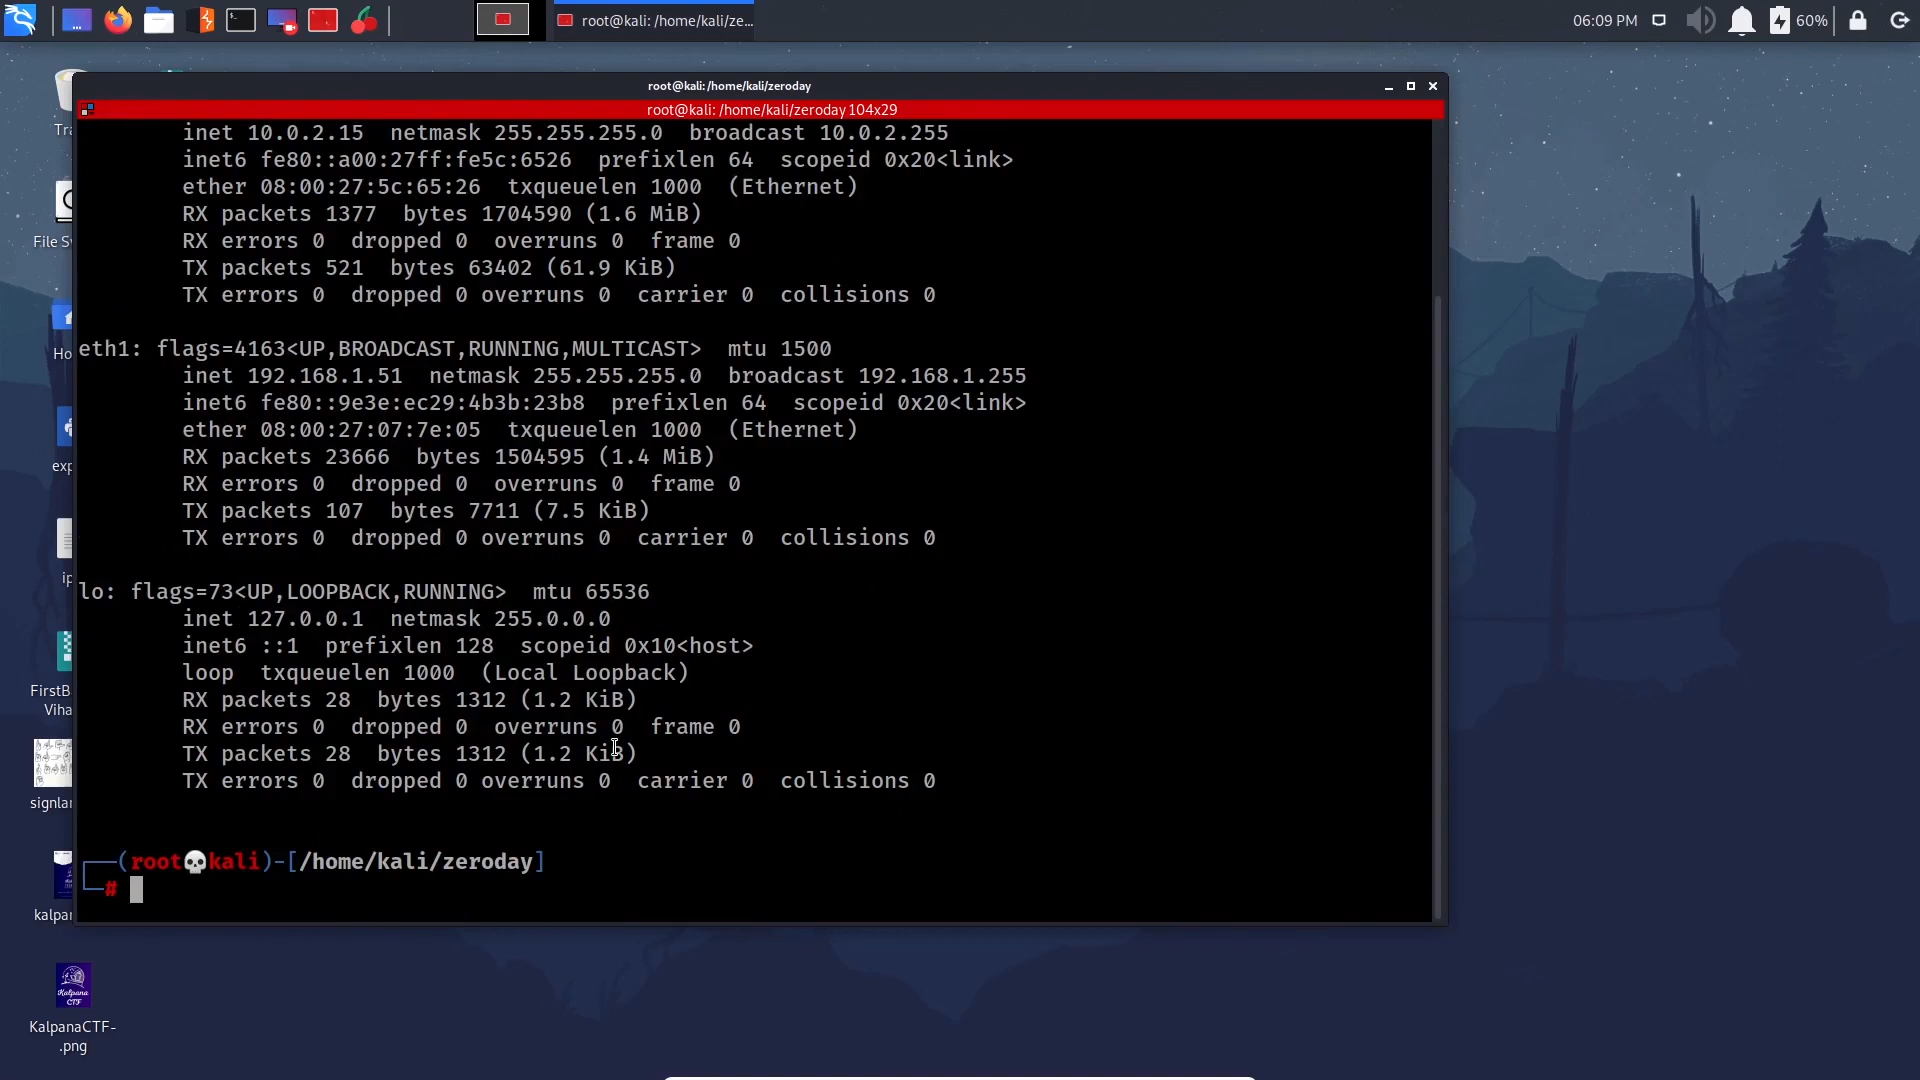 root@kali: /home/kali/ze...
06:09 PM
60%
root@kali: /home/kali/zeroday
root@kali: /home/kali/zeroday 104x29
inet 10.0.2.15 netmask 255.255.255.0 broadcast 10.0.2.255
inet6 fe80::a00:27ff:fe5c:6526 prefixlen 64 scopeid 0x20<link>
ether 08:00:27:5c:65:26 txqueuelen 1000 (Ethernet)
RX packets 1377 bytes 1704590 (1.6 MiB)
RX errors 0 dropped 0 overruns 0 frame 0
TX packets 521 bytes 63402 (61.9 KiB)
TX errors 0 dropped 0 overruns 0 carrier 0 collisions 0
eth1: flags=4163<UP,BROADCAST,RUNNING,MULTICAST> mtu 1500
inet 192.168.1.51 netmask 255.255.255.0 broadcast 192.168.1.255
inet6 fe80::9e3e:ec29:4b3b:23b8 prefixlen 64 scopeid 0x20<link>
ether 08:00:27:07:7e:05 txqueuelen 1000 (Ethernet)
RX packets 23666 bytes 1504595 (1.4 MiB)
RX errors 0 dropped 0 overruns 0 frame 0
TX packets 107 bytes 7711 (7.5 KiB)
TX errors 0 dropped 0 overruns 0 carrier 0 collisions 0
lo: flags=73<UP,LOOPBACK,RUNNING> mtu 65536
inet 127.0.0.1 netmask 255.0.0.0
inet6 ::1 prefixlen 128 scopeid 0x10<host>
loop txqueuelen 1000 (Local Loopback)
RX packets 28 bytes 1312 (1.2 KiB)
RX errors 0 dropped 0 overruns 0 frame 0
TX packets 28 bytes 1312 (1.2 KiB)
TX errors 0 dropped 0 overruns 0 carrier 0 collisions 0
(root💀kali)-[/home/kali/zeroday]
#
Tra
File Sy
Ho
exp
ip
FirstBa
Viha
signlan
kalpan
Kalpana
CTF
KalpanaCTF-
.png